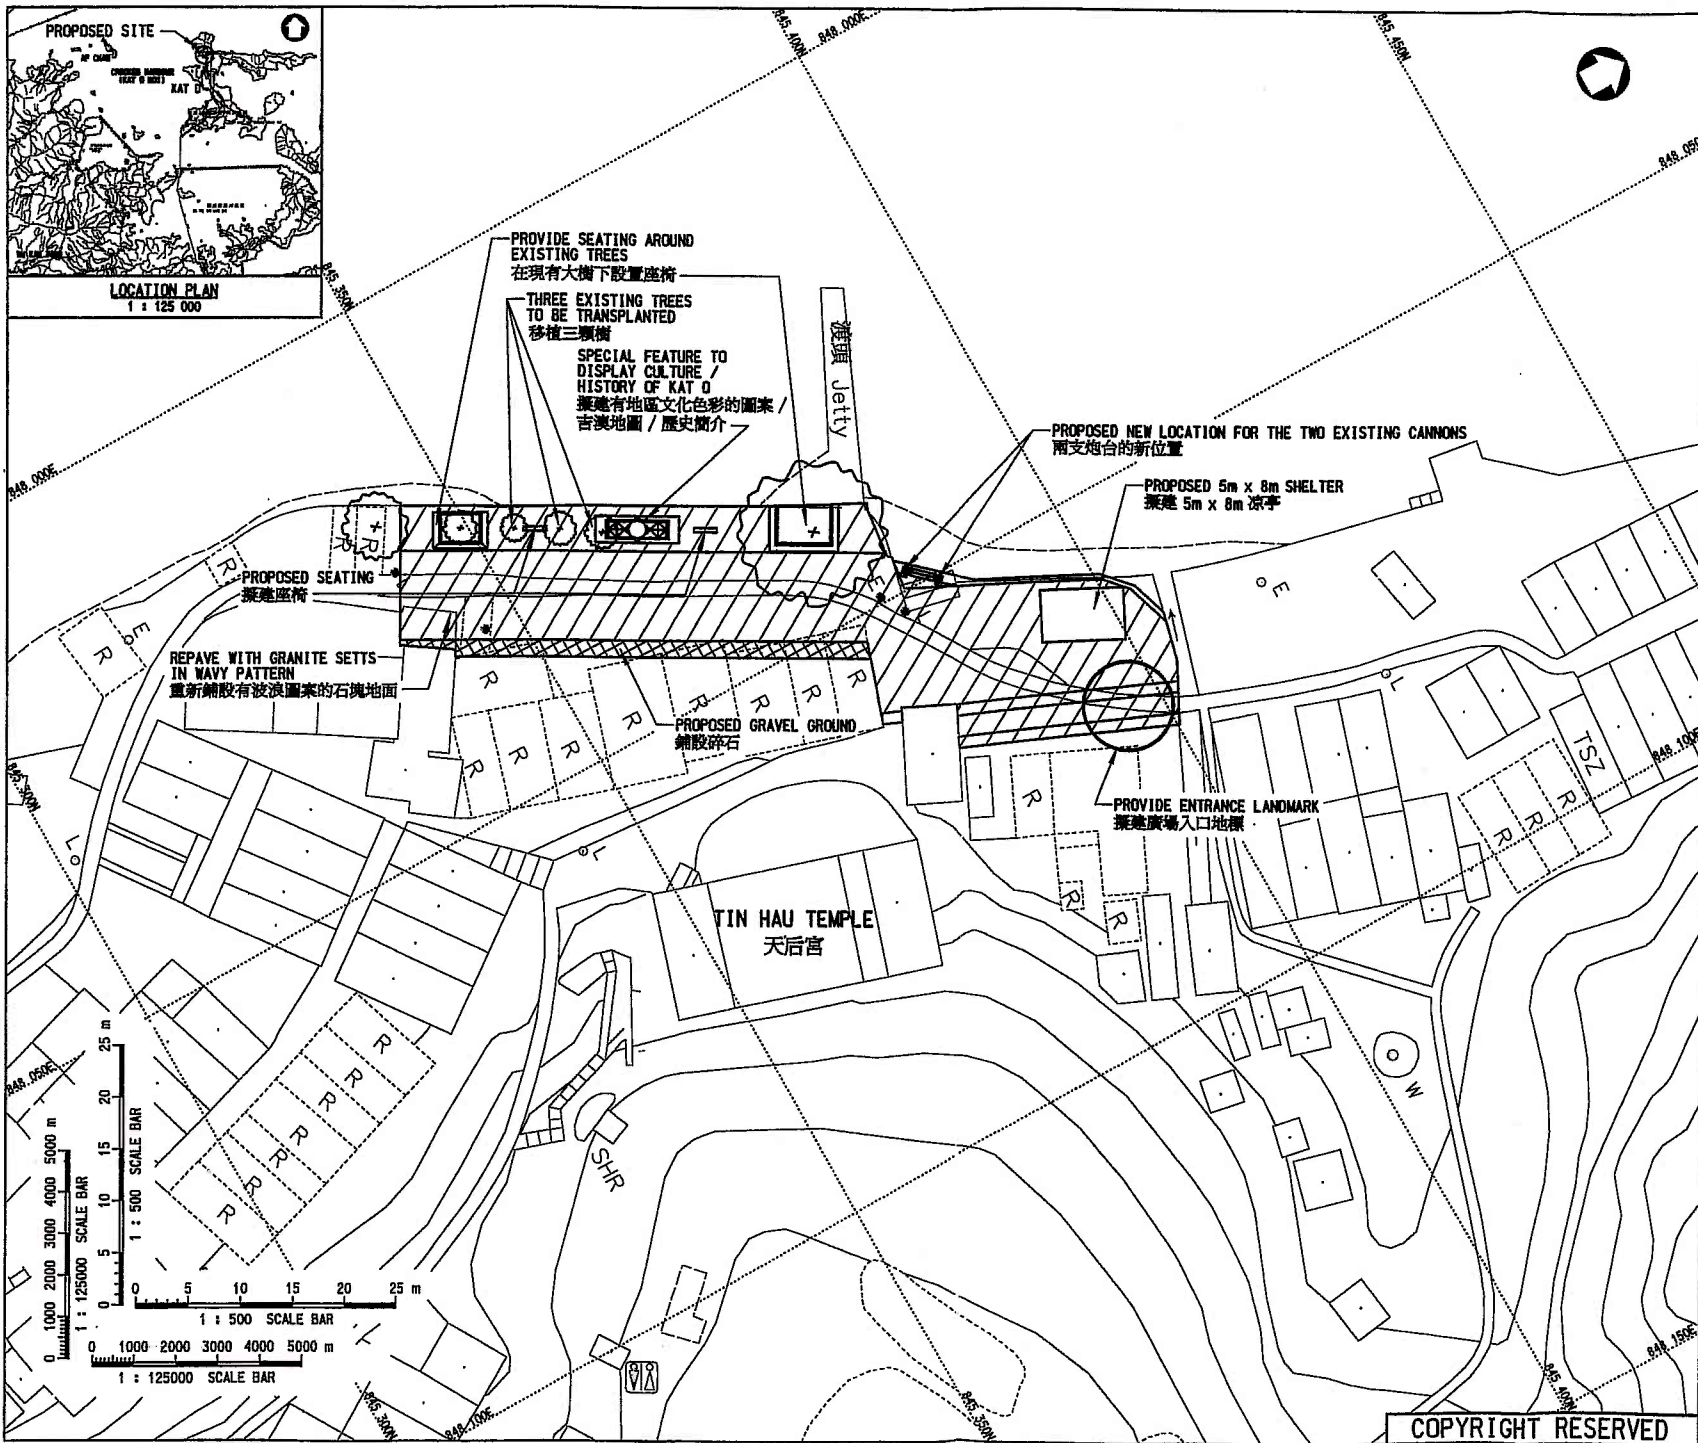 PROPOSED SITE
AP CHAU
CROOKED HARBOUR
(KAT O HOI)
KAT O
LOCATION PLAN
1 : 125 000
845 400N
848 000E
845 450N
848 050E
845 350N
848 000E
PROVIDE SEATING AROUND
EXISTING TREES
在現有大樹下設置座椅
THREE EXISTING TREES
TO BE TRANSPLANTED
移植三顆樹
SPECIAL FEATURE TO
DISPLAY CULTURE /
HISTORY OF KAT O
擬建有地區文化色彩的圖案 /
吉澳地圖 / 歷史簡介
渡頭 Jetty
PROPOSED NEW LOCATION FOR THE TWO EXISTING CANNONS
兩支炮台的新位置
PROPOSED 5m x 8m SHELTER
擬建 5m x 8m 涼亭
PROPOSED SEATING
擬建座椅
REPAVE WITH GRANITE SETTS
IN WAVY PATTERN
重新鋪設有波浪圖案的石塊地面
PROPOSED GRAVEL GROUND
鋪設碎石
PROVIDE ENTRANCE LANDMARK
擬建廣場入口地標
R
R
R
E
R
E
L
E
L
R
R
R
R
R
R
R
R
TSZ
R
R
R
R
R
R
L
L
845 300N
848 100E
TIN HAU TEMPLE
天后宮
R
R
R
R
R
R
SHR
W
848 050E
25 m
20
15
10
5
0
1 : 500 SCALE BAR
0 1000 2000 3000 4000 5000 m
1 : 125000 SCALE BAR
0 5 10 15 20 25 m
1 : 500 SCALE BAR
0 1000 2000 3000 4000 5000 m
1 : 125000 SCALE BAR
L
845 300N
848 100E
845 350N
845 400N
848 150E
COPYRIGHT RESERVED